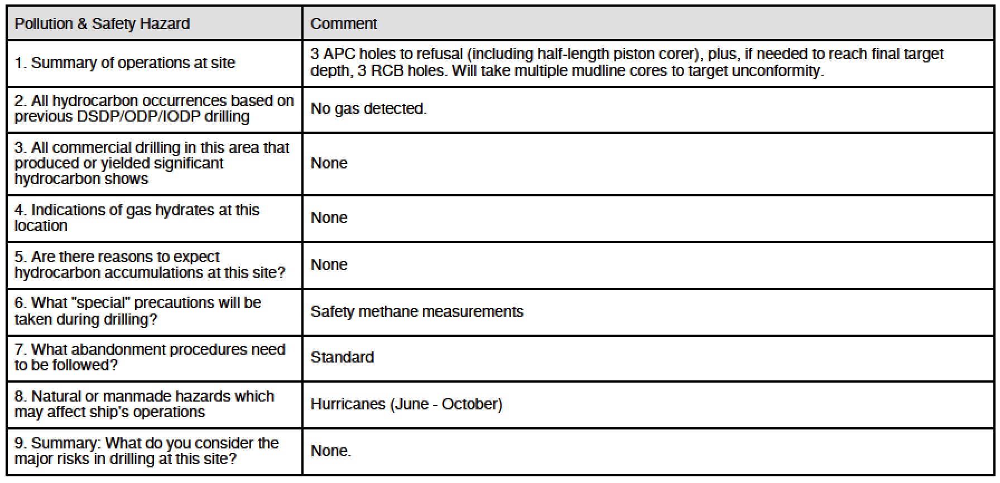 Pollution & Safety Hazard
Comment
1. Summary of operations at site
3 APC holes to refusal (including half-length piston corer), plus, if needed to reach final target
depth, 3 RCB holes. Will take multiple mudline cores to target unconformity.
2. All hydrocarbon occurrences based on
previous DSDP/ODP/IODP drilling
No gas detected.
3. All commercial drilling in this area that
produced or yielded significant
hydrocarbon shows
None
4. Indications of gas hydrates at this
location
None
5. Are there reasons to expect
hydrocarbon accumulations at this site?
None
6. What "special" precautions will be
taken during drilling?
Safety methane measurements
7. What abandonment procedures need
to be followed?
Standard
8. Natural or manmade hazards which
may affect ship's operations
Hurricanes (June - October)
9. Summary: What do you consider the
major risks in drilling at this site?
None.